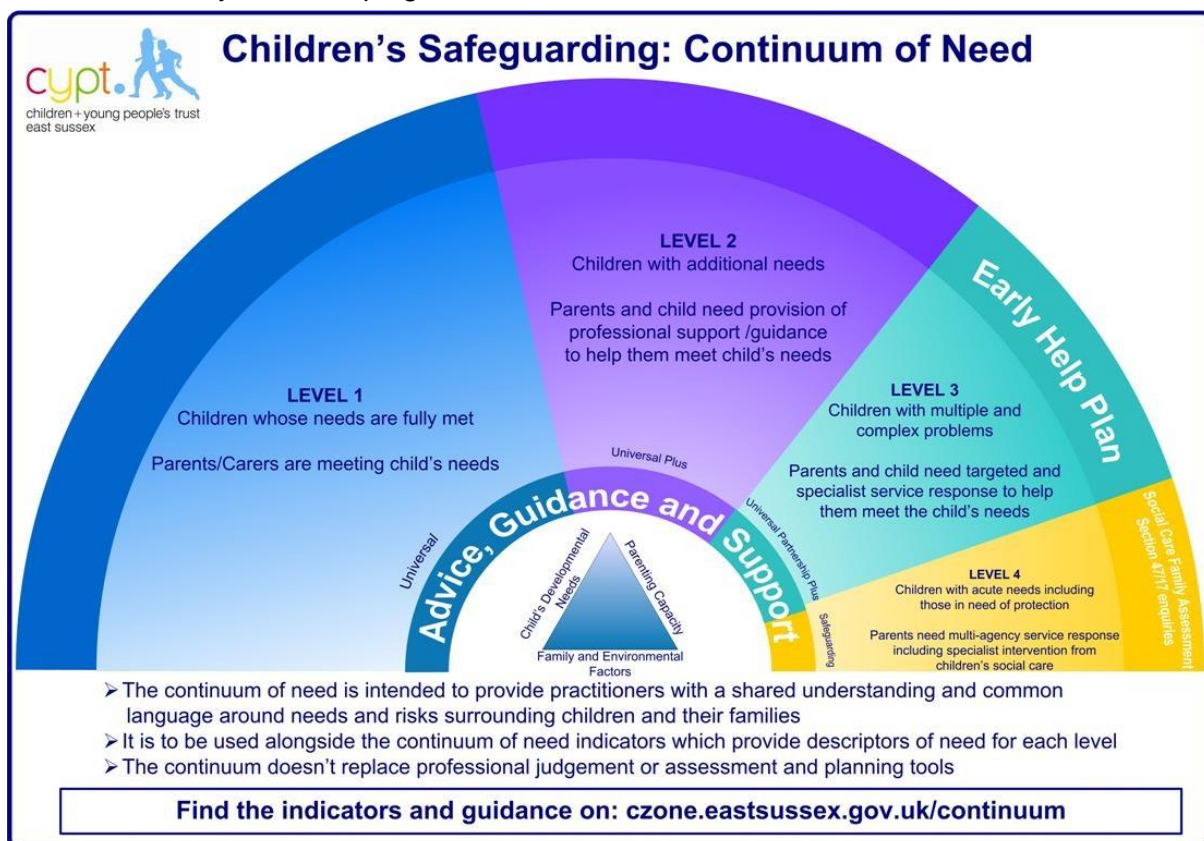 Children's Safeguarding: Continuum of Need
cypt.
children+young people's trust
east sussex
LEVEL 1
Children whose needs are fully met
Parents/Carers are meeting child's needs
LEVEL 2
Children with additional needs
Parents and child need provision of
professional support /guidance
to help them meet child's needs
LEVEL 3
Children with multiple and
complex problems
Parents and child need targeted and
specialist service response to help
them meet the child's needs
LEVEL 4
Children with acute needs including
those in need of protection
Parents need multi-agency service response
including specialist intervention from
children's social care
Early Help Plan
Social Care Family Assessment
Section 47/17 enquiries
Universal
Universal Plus
Universal Partnership Plus
Safeguarding
Advice, Guidance and Support
Child's Developmental
Needs
Parenting Capacity
Family and Environmental
Factors
➢ The continuum of need is intended to provide practitioners with a shared understanding and common
language around needs and risks surrounding children and their families
➢ It is to be used alongside the continuum of need indicators which provide descriptors of need for each level
➢ The continuum doesn't replace professional judgement or assessment and planning tools
Find the indicators and guidance on: czone.eastsussex.gov.uk/continuum